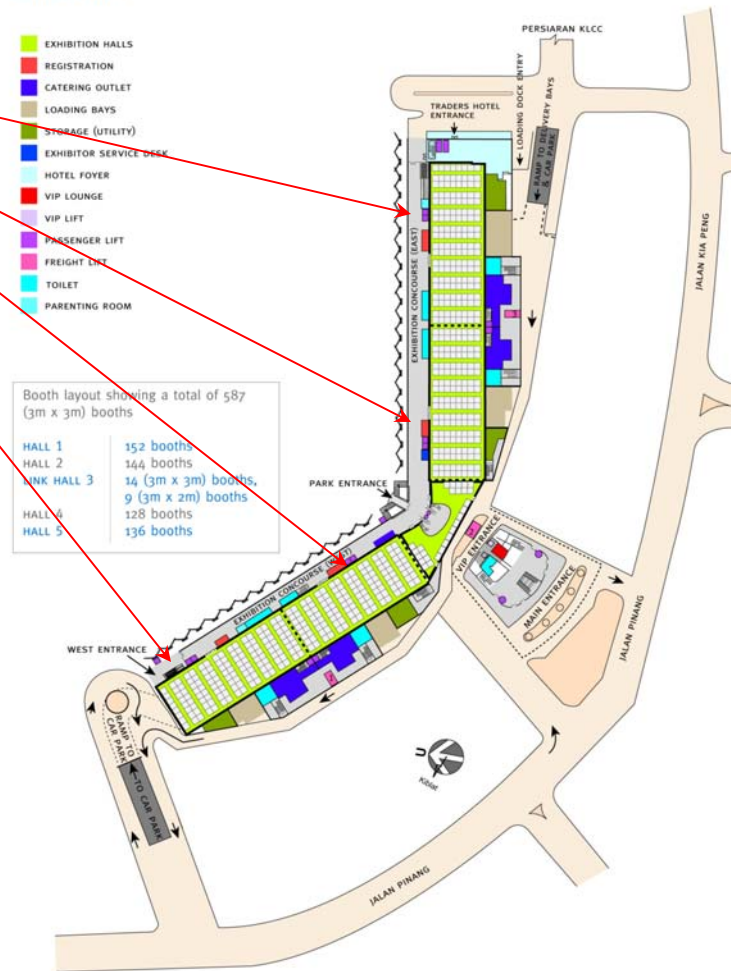 EXHIBITION HALLS
REGISTRATION
CATERING OUTLET
LOADING BAYS
STORAGE (UTILITY)
EXHIBITOR SERVICE DESK
HOTEL FOYER
VIP LOUNGE
VIP LIFT
PASSENGER LIFT
FREIGHT LIFT
TOILET
PARENTING ROOM
PERSIARAN KLCC
LOADING DOCK ENTRY
TRADERS HOTEL
ENTRANCE
RAMP TO DELIVERY BAYS
& CAR PARK
JALAN KIA PENG
EXHIBITION CONCOURSE (EAST)
Booth layout showing a total of 587
(3m x 3m) booths
HALL 1 152 booths
HALL 2 144 booths
LINK HALL 3 14 (3m x 3m) booths,
9 (3m x 2m) booths
HALL 4 128 booths
HALL 5 136 booths
PARK ENTRANCE
VIP ENTRANCE
MAIN ENTRANCE
EXHIBITION CONCOURSE (WEST)
WEST ENTRANCE
JALAN PINANG
RAMP TO
CAR PARK
TO CAR PARK
U
Kiblat
JALAN PINANG